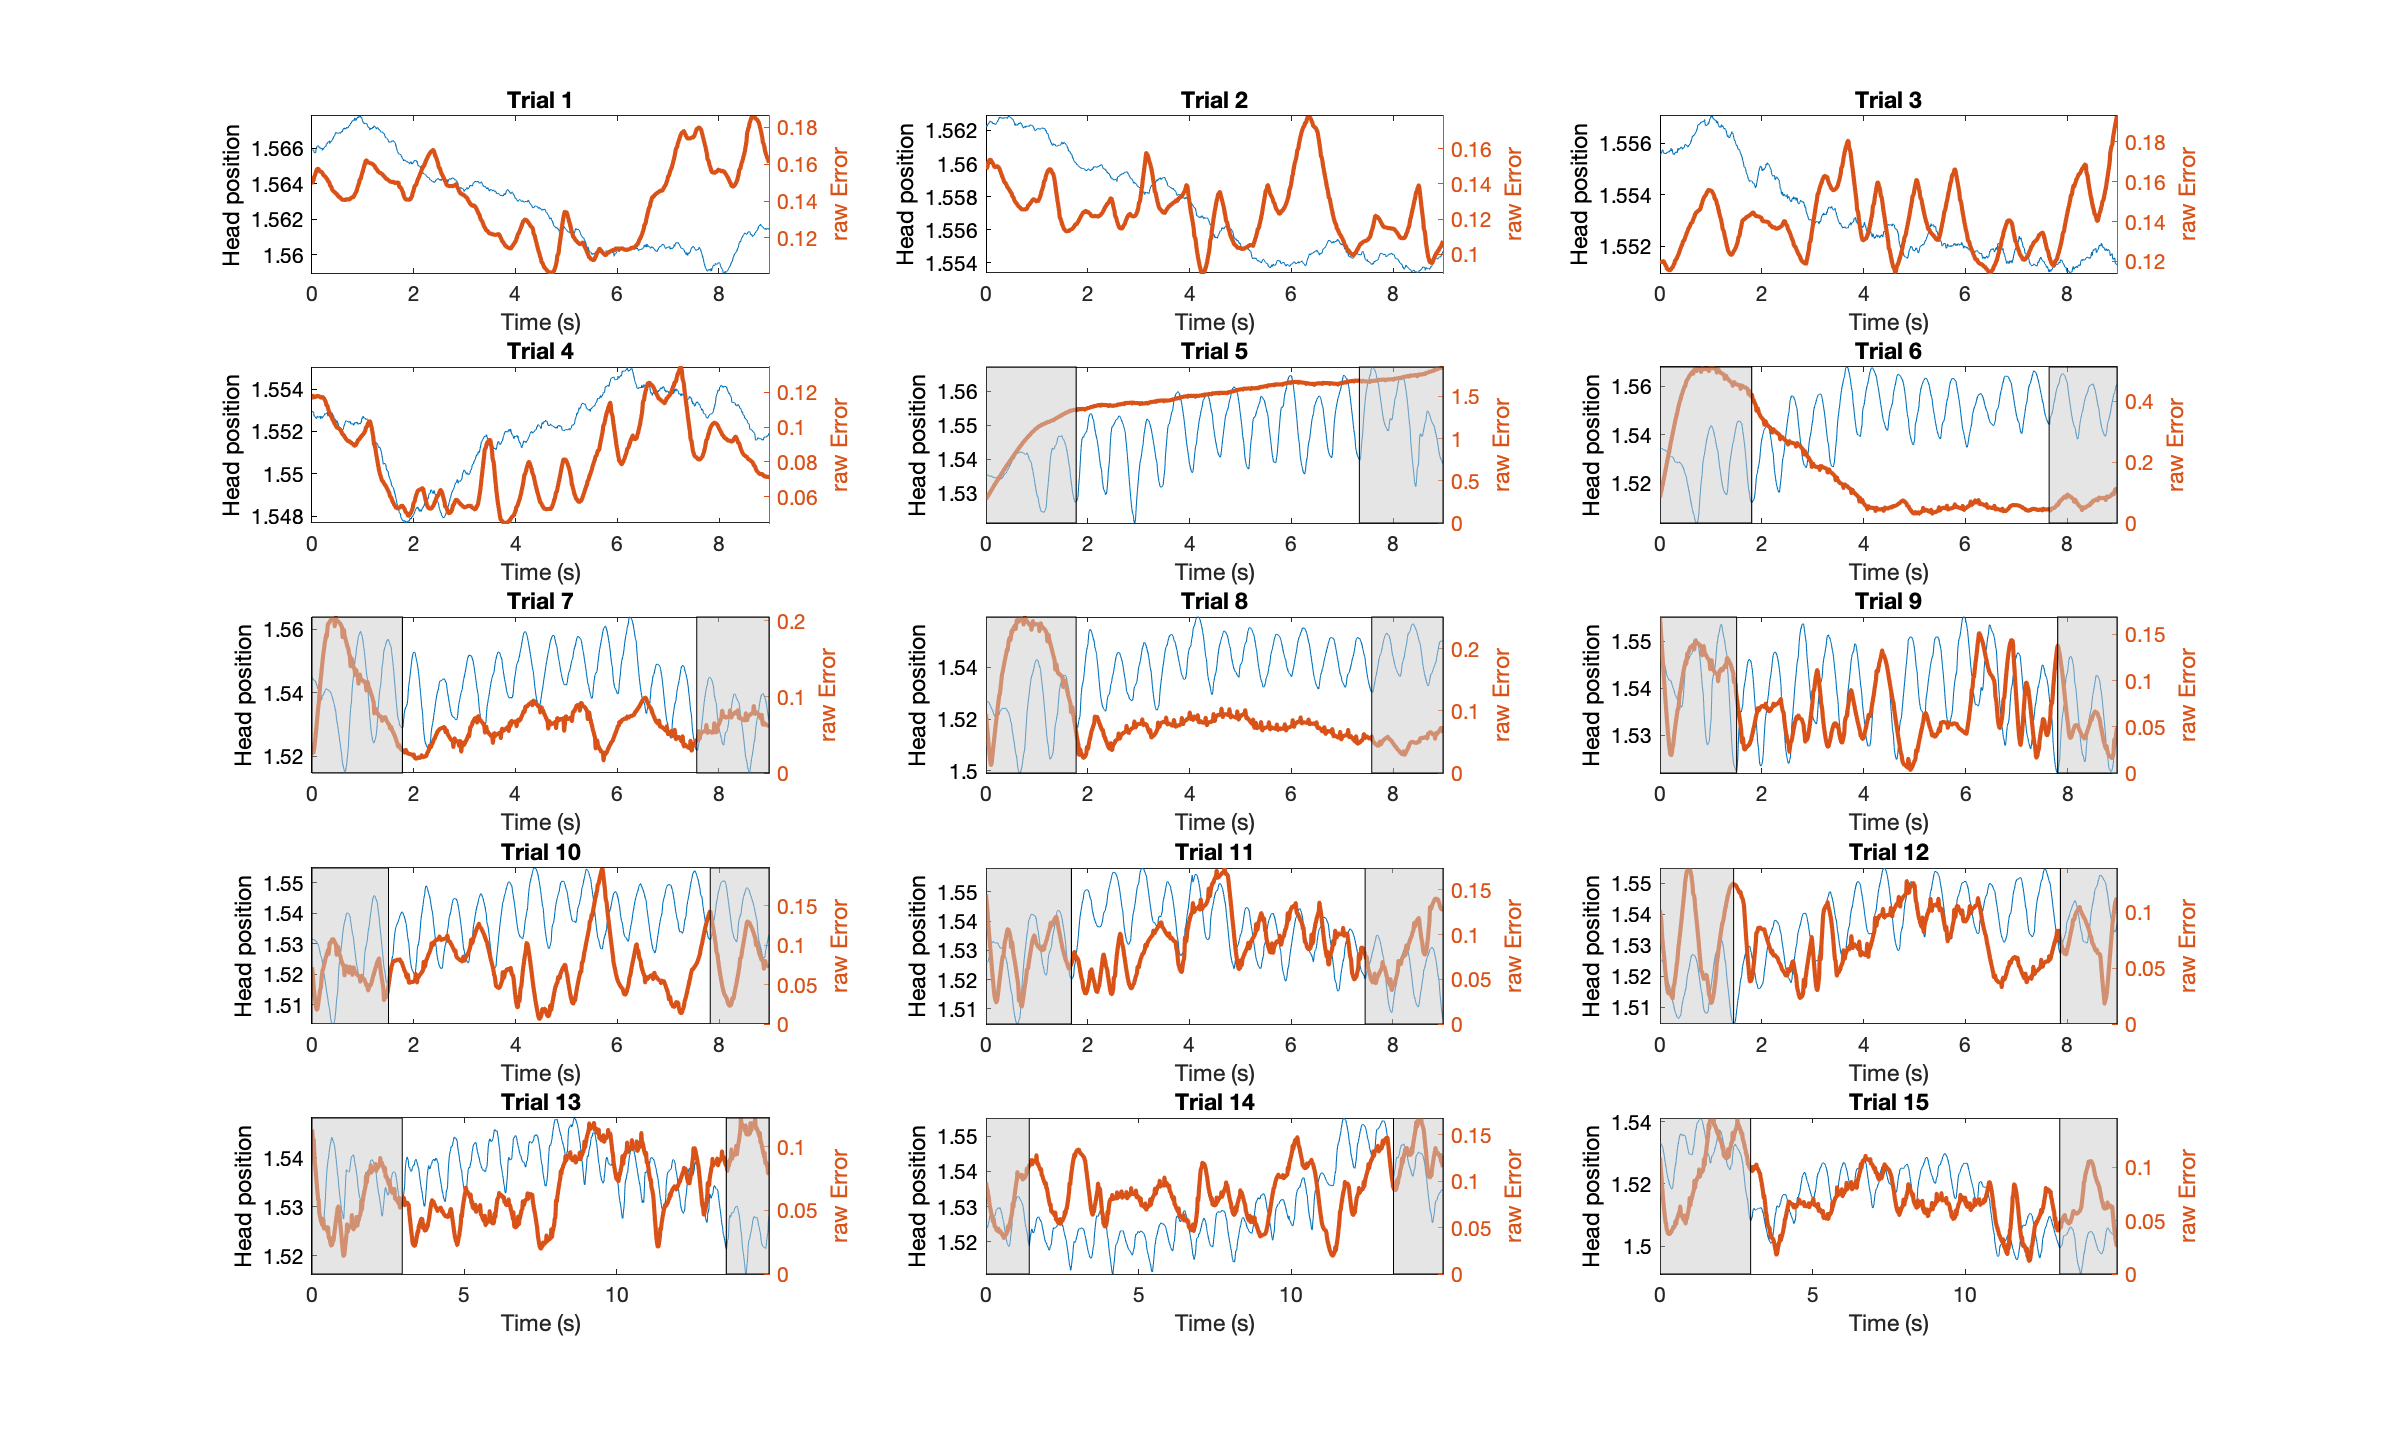 Trial 1
Head position
1.566
1.564
1.562
1.56
0.18
0.16
0.14
0.12
raw Error
0 2 4 6 8
Time (s)
Trial 2
Head position
1.562
1.56
1.558
1.556
1.554
0.16
0.14
0.12
0.1
raw Error
0 2 4 6 8
Time (s)
Trial 3
Head position
1.556
1.554
1.552
0.18
0.16
0.14
0.12
raw Error
0 2 4 6 8
Time (s)
Trial 4
Head position
1.554
1.552
1.55
1.548
0.12
0.1
0.08
0.06
raw Error
0 2 4 6 8
Time (s)
Trial 5
Head position
1.56
1.55
1.54
1.53
1.5
1
0.5
0
raw Error
0 2 4 6 8
Time (s)
Trial 6
Head position
1.56
1.54
1.52
0.4
0.2
0
raw Error
0 2 4 6 8
Time (s)
Trial 7
Head position
1.56
1.54
1.52
0.2
0.1
0
raw Error
0 2 4 6 8
Time (s)
Trial 8
Head position
1.54
1.52
1.5
0.2
0.1
0
raw Error
0 2 4 6 8
Time (s)
Trial 9
Head position
1.55
1.54
1.53
0.15
0.1
0.05
0
raw Error
0 2 4 6 8
Time (s)
Trial 10
Head position
1.55
1.54
1.53
1.52
1.51
0.15
0.1
0.05
0
raw Error
0 2 4 6 8
Time (s)
Trial 11
Head position
1.55
1.54
1.53
1.52
1.51
0.15
0.1
0.05
0
raw Error
0 2 4 6 8
Time (s)
Trial 12
Head position
1.55
1.54
1.53
1.52
1.51
0.1
0.05
0
raw Error
0 2 4 6 8
Time (s)
Trial 13
Head position
1.54
1.53
1.52
0.1
0.05
0
raw Error
0 5 10
Time (s)
Trial 14
Head position
1.55
1.54
1.53
1.52
0.15
0.1
0.05
0
raw Error
0 5 10
Time (s)
Trial 15
Head position
1.54
1.52
1.5
0.1
0.05
0
raw Error
0 5 10
Time (s)